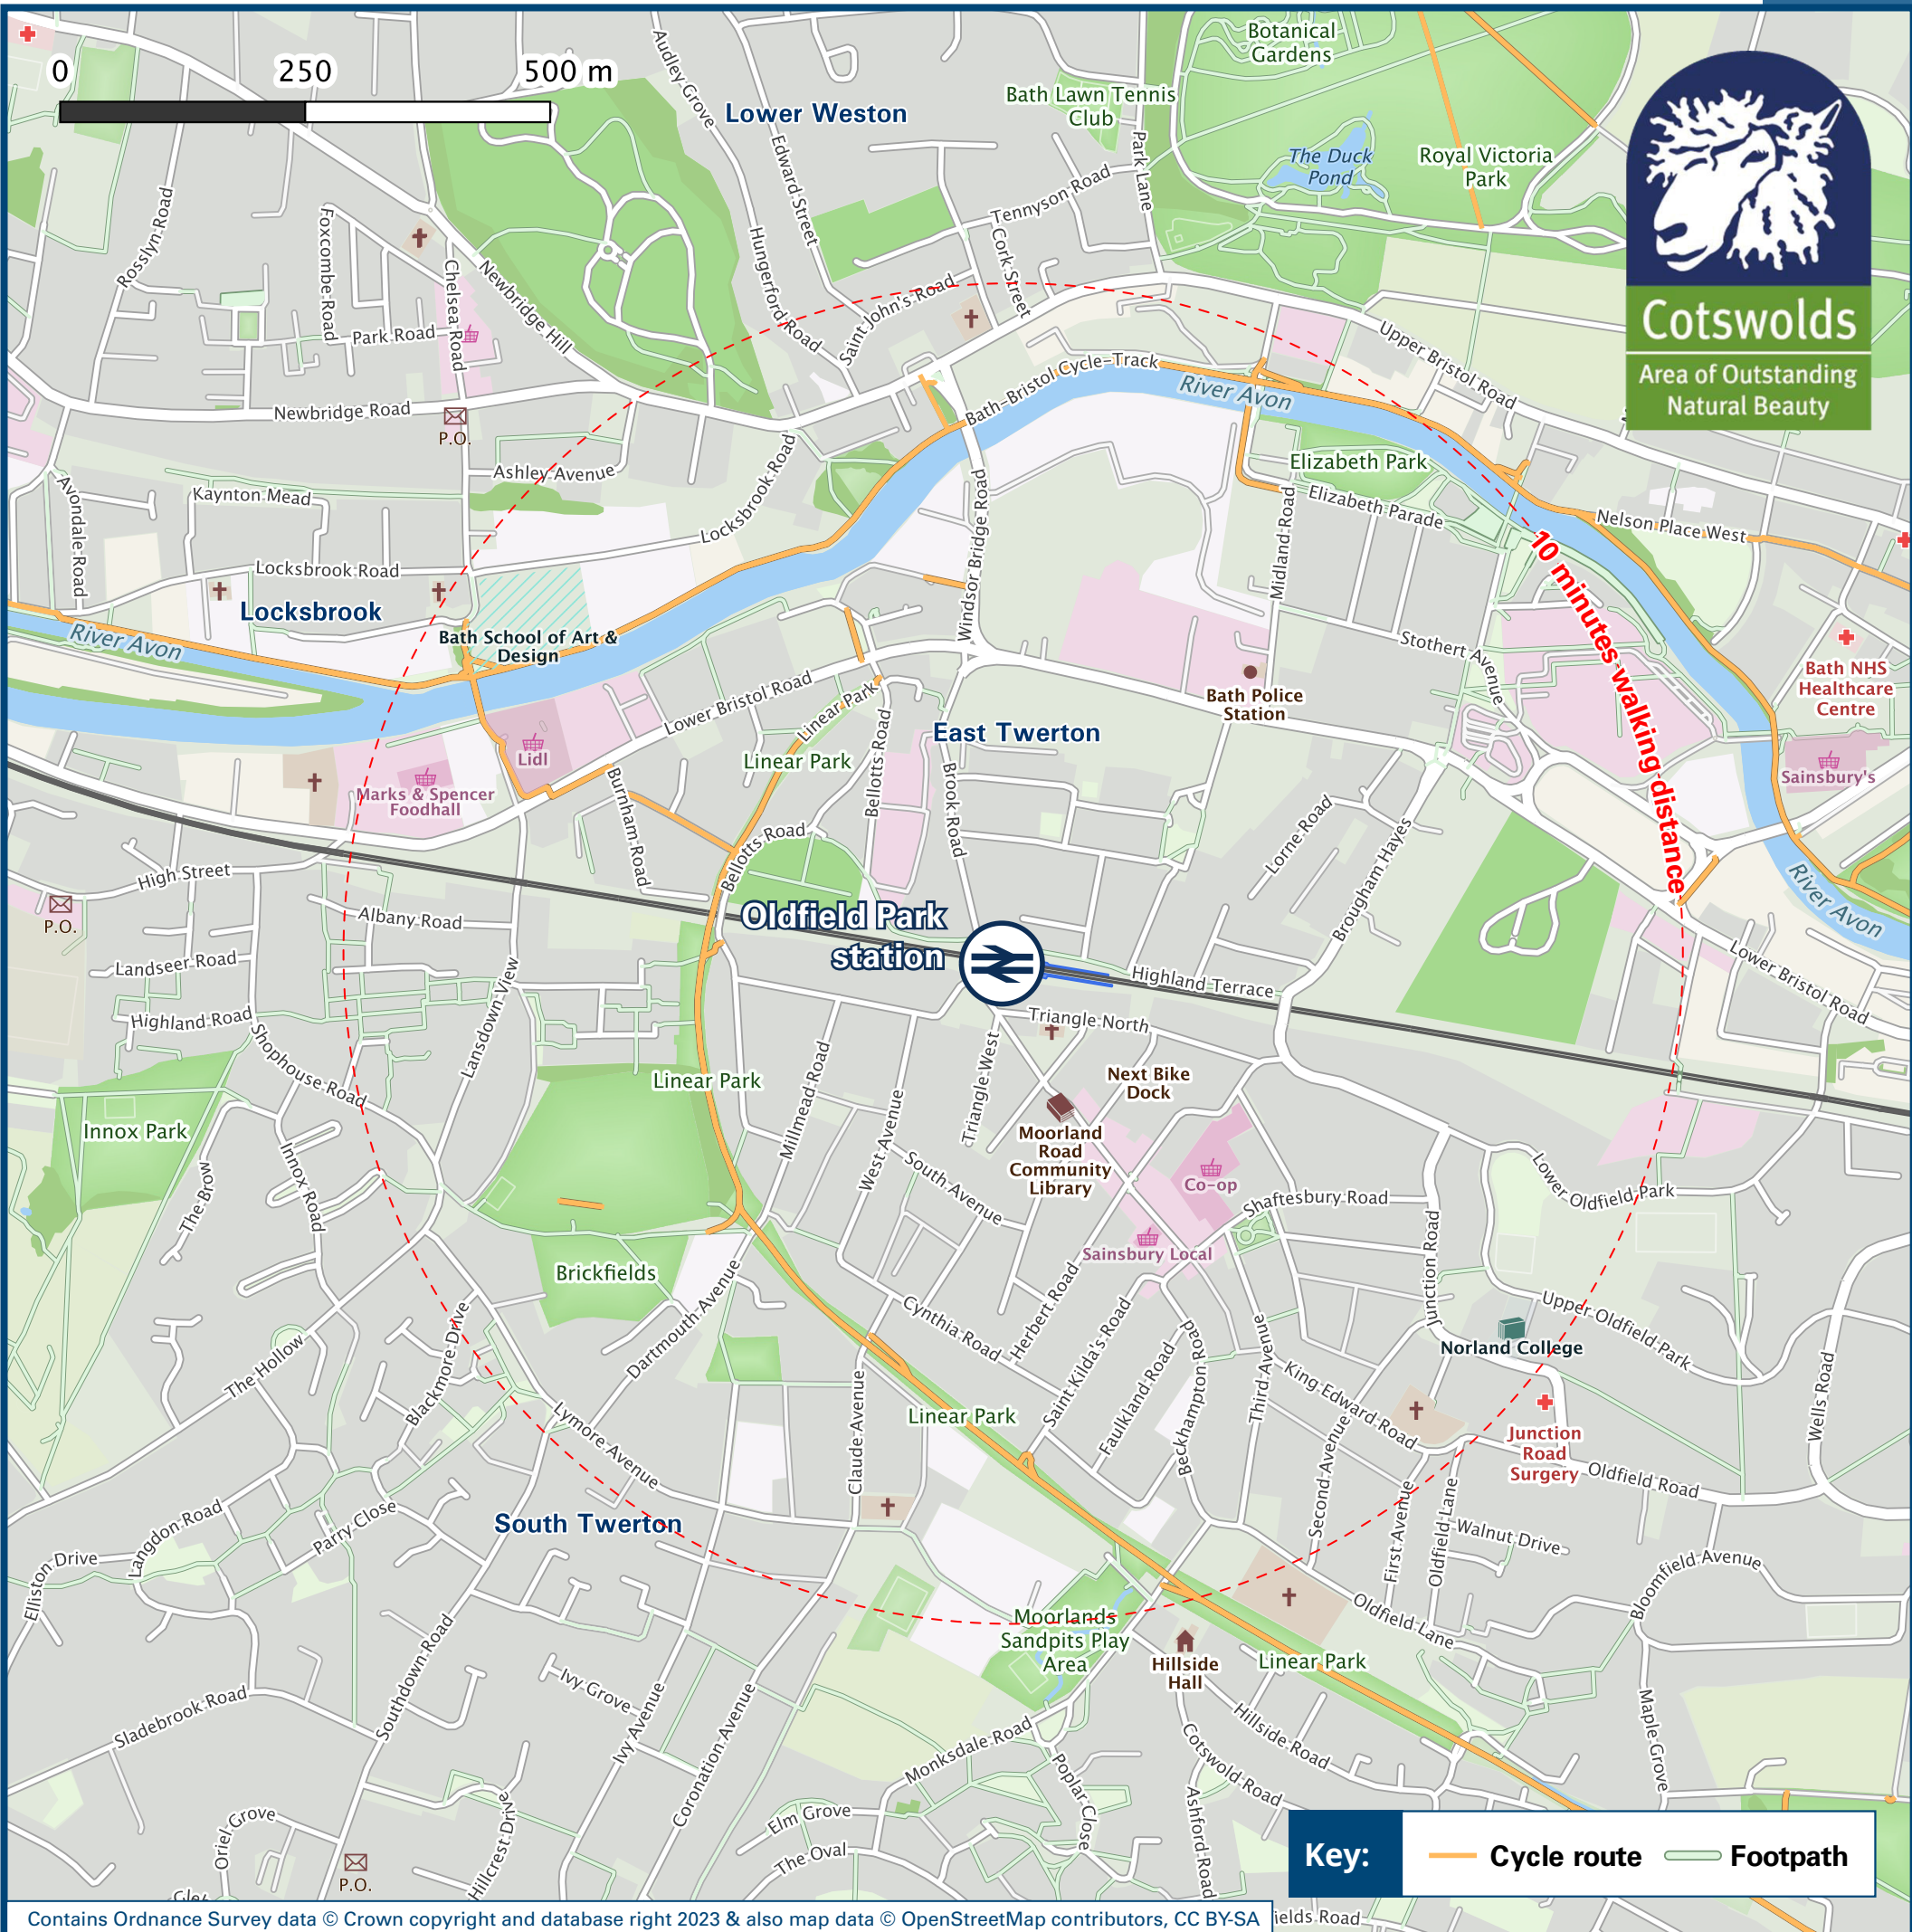 0 250 500 m
Botanical
Gardens
Audley Grove
Lower Weston
Bath Lawn Tennis
Club
Park Lane
The Duck
Pond
Royal Victoria
Park
Cotswolds
Area of Outstanding
Natural Beauty
Edward Street
Rosslyn Road
Foxcombe Road
Chelsea Road
Newbridge Hill
Park Road
Hungerford Road
Saint John's Road
Tennyson Road
Cork Street
Upper Bristol Road
Newbridge Road
P.O.
Bath-Bristol Cycle-Track
River Avon
Elizabeth Park
Elizabeth Parade
Ashley Avenue
Kaynton Mead
Avondale Road
Locksbrook Road
Locksbrook Road
Locksbrook
Windsor Bridge Road
Midland Road
Nelson Place West
10 minutes walking distance
River Avon
Bath School of Art &
Design
Stothert Avenue
Bath NHS
Healthcare
Centre
Bath Police
Station
Lower Bristol Road
Linear Park
Linear Park
East Twerton
Bellotts Road
Brook Road
Lidl
Marks & Spencer
Foodhall
Sainsbury's
Burnham Road
Bellotts Road
Lorne Road
Brougham Hayes
High Street
P.O.
Albany Road
Oldfield Park
station
River Avon
Landseer Road
Lansdown View
Highland Terrace
Lower Bristol Road
Highland Road
Shophouse Road
Triangle North
Triangle West
Linear Park
Millmead Road
Next Bike
Dock
Innox Park
Innox Road
The Brow
West Avenue
Moorland
Road
Community
Library
South Avenue
Co-op
Shaftesbury Road
Lower Oldfield Park
Junction Road
Sainsbury Local
Brickfields
Dartmouth Avenue
Cynthia Road
Herbert Road
Saint Kilda's Road
Faulkland Road
Beckhampton Road
Third Avenue
Upper Oldfield Park
Norland College
The Hollow
Blackmore Drive
Lymore Avenue
Claude Avenue
Linear Park
King Edward Road
Second Avenue
First Avenue
Oldfield Lane
Junction
Road
Surgery
Oldfield Road
Wells Road
Langdon Road
Parry Close
South Twerton
Walnut Drive
Elliston Drive
Bloomfield Avenue
Oldfield Lane
Moorlands
Sandpits Play
Area
Hillside
Hall
Linear Park
Southdown Road
Ivy Grove
Ivy Avenue
Coronation Avenue
Sladebrook Road
Monksdale Road
Poplar Close
Cotswold Road
Hillside Road
Ashford Road
Maple Grove
Oriel Grove
Hillcrest Drive
Elm Grove
The Oval
P.O.
Key: Cycle route Footpath
Contains Ordnance Survey data © Crown copyright and database right 2023 & also map data © OpenStreetMap contributors, CC BY-SA